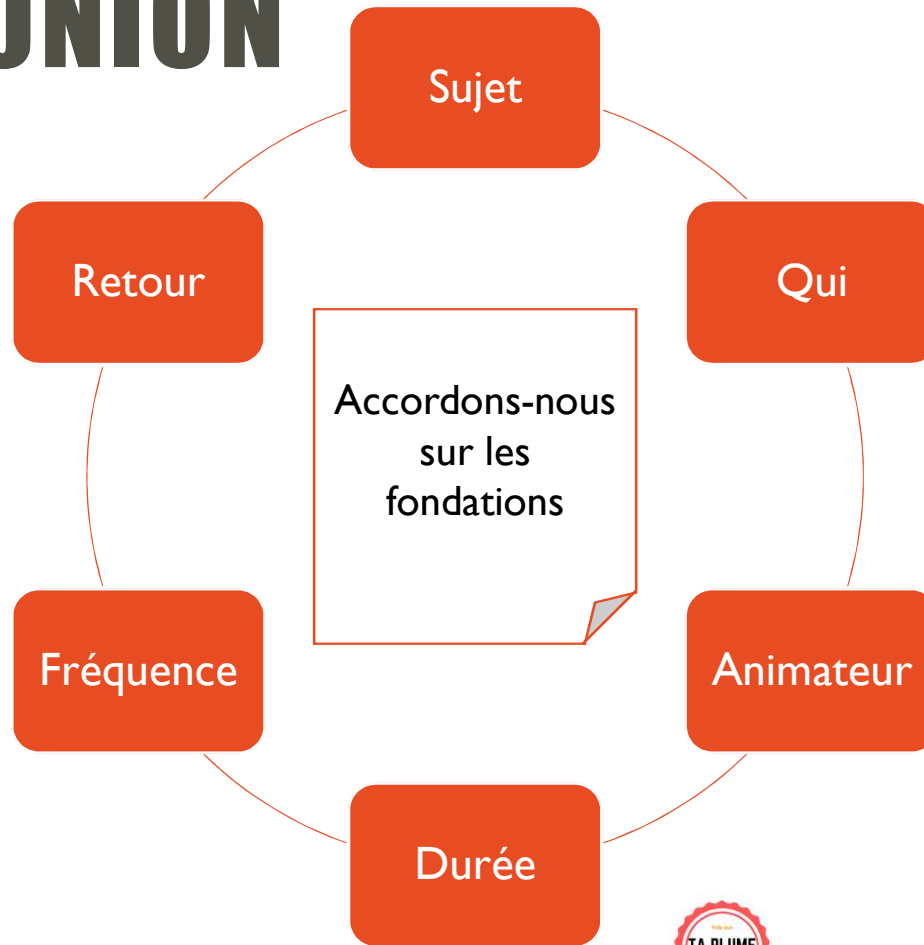 UNION
Sujet
Qui
Retour
Accordons-nous
sur les
fondations
Fréquence
Animateur
Durée
TA PLUME